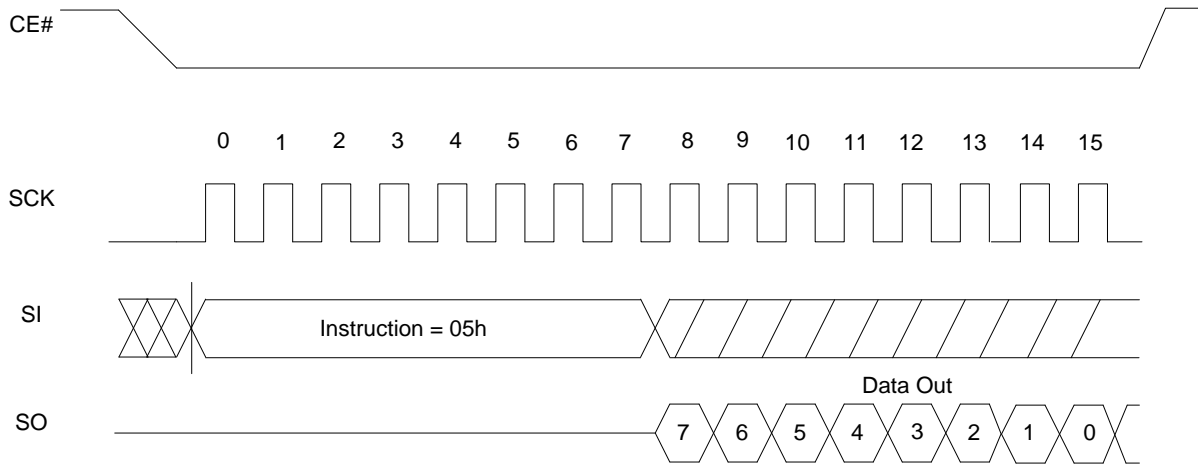 CE#
0 1 2 3 4 5 6 7 8 9 10 11 12 13 14 15
SCK
SI
Instruction = 05h
Data Out
SO
7 6 5 4 3 2 1 0